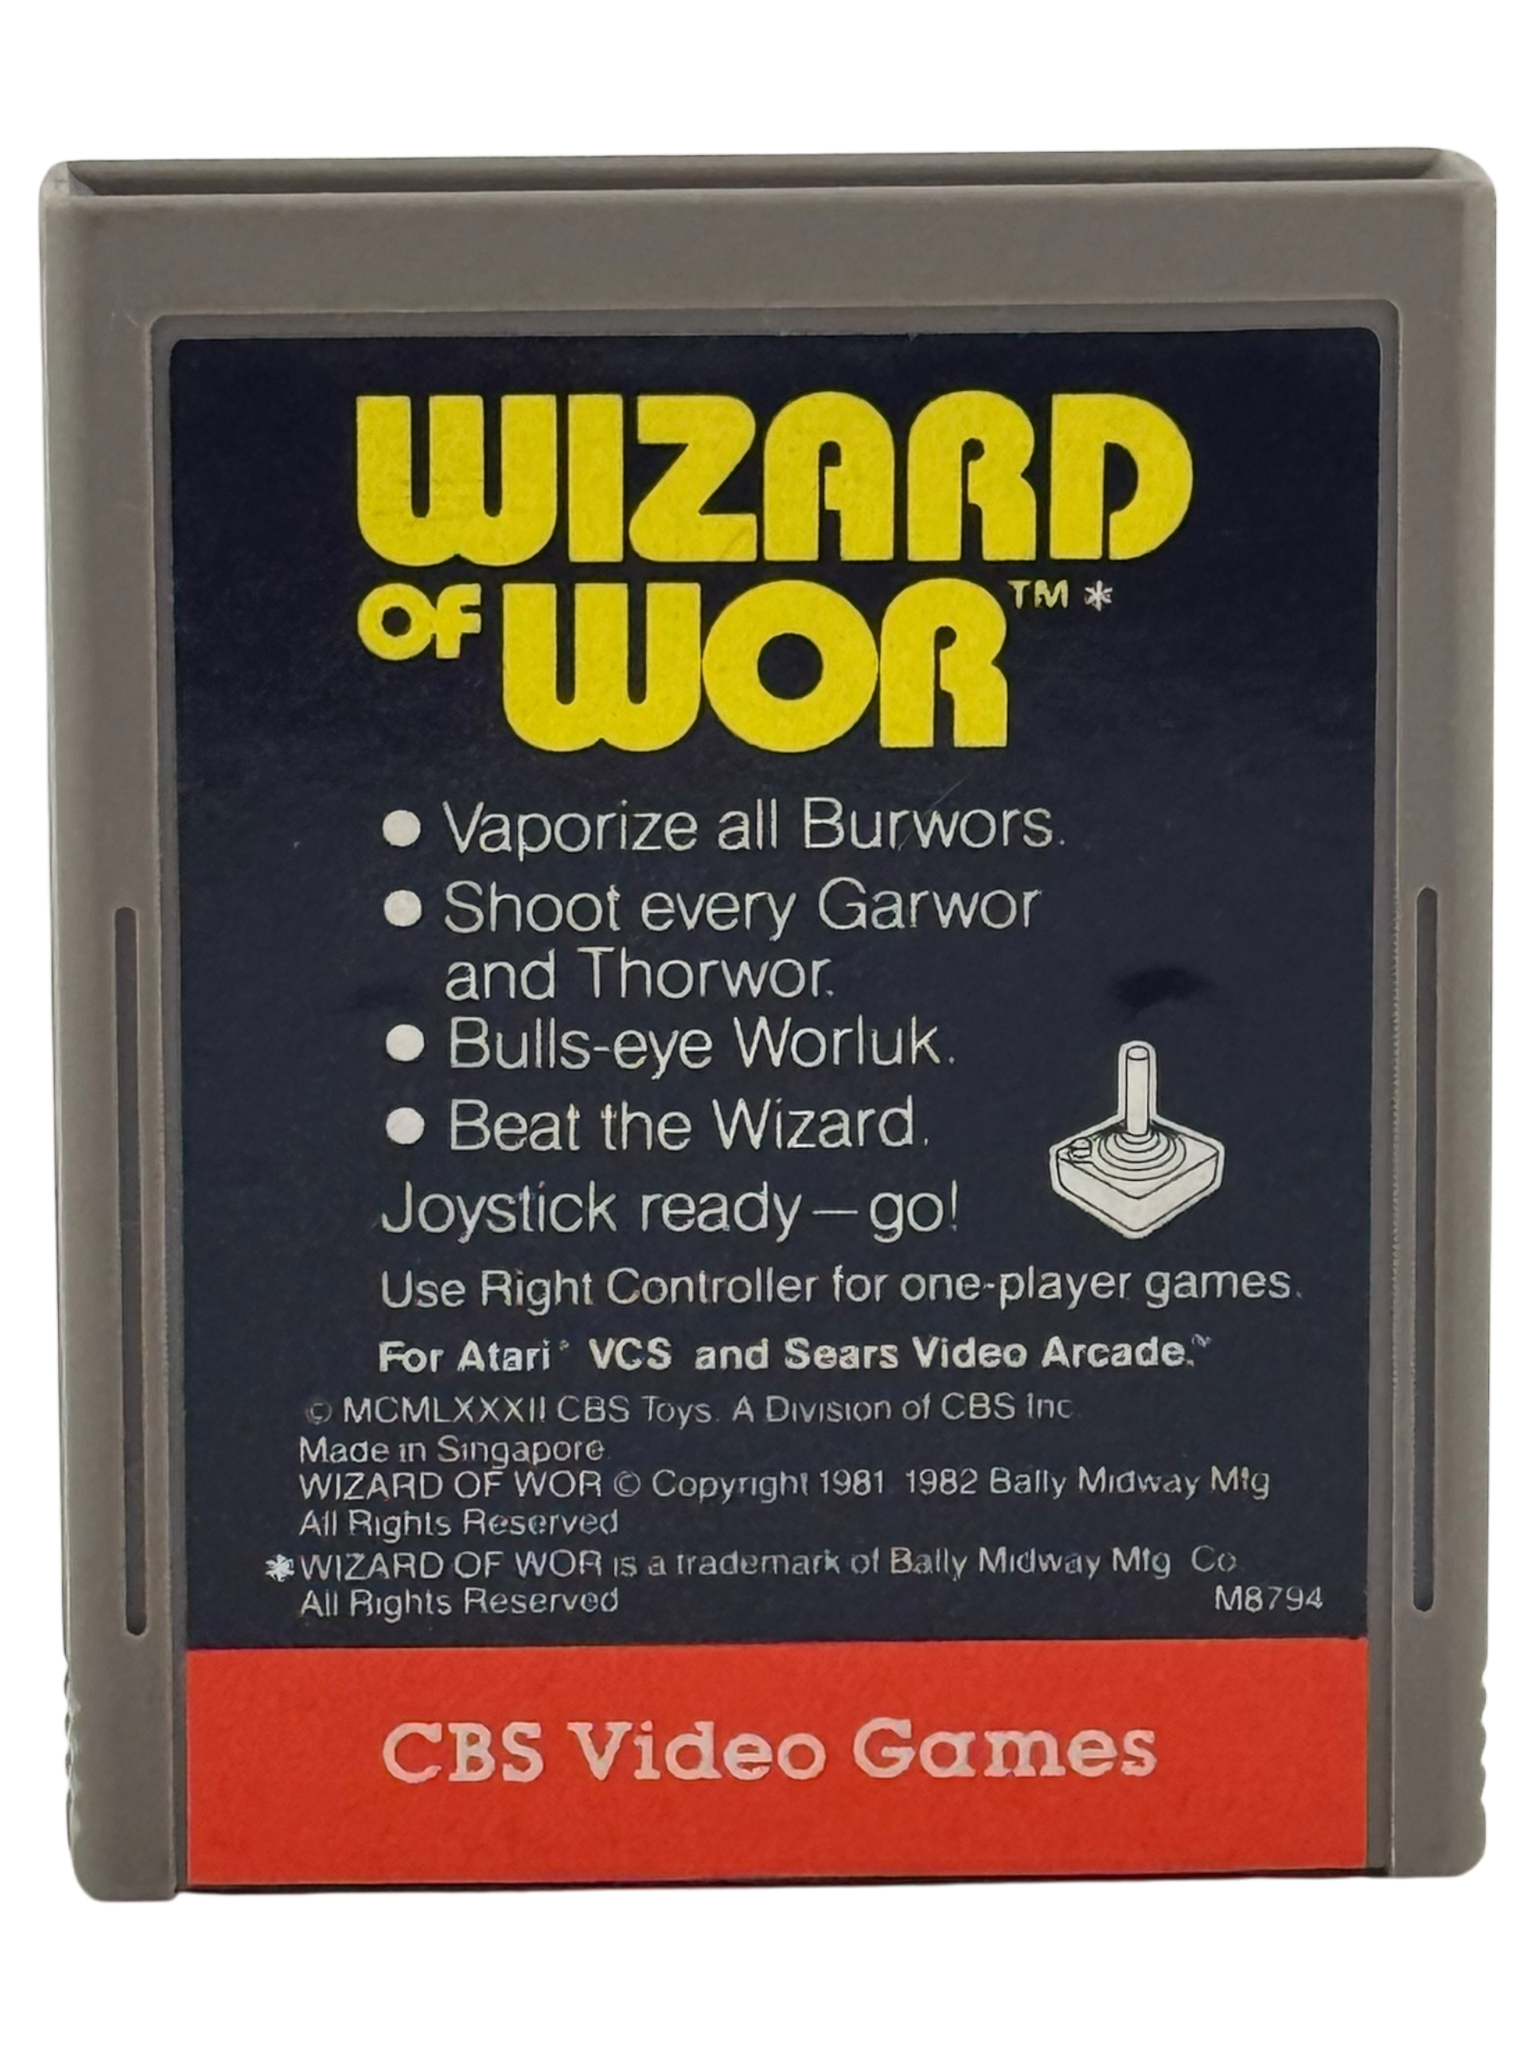 WIZARD
OF WOR™*
● Vaporize all Burwors.
● Shoot every Garwor
and Thorwor.
● Bulls-eye Worluk.
● Beat the Wizard.
Joystick ready—go!
Use Right Controller for one-player games.
For Atari® VCS and Sears Video Arcade.™
© MCMLXXXII CBS Toys. A Division of CBS Inc.
Made in Singapore
WIZARD OF WOR © Copyright 1981 1982 Bally Midway Mfg
All Rights Reserved
*WIZARD OF WOR is a trademark of Bally Midway Mfg Co
All Rights Reserved
M8794
CBS Video Games